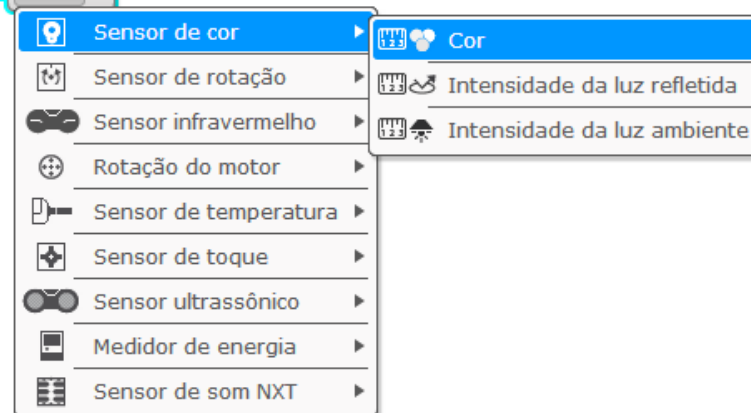 Sensor de cor
Cor
Sensor de rotação
Intensidade da luz refletida
Sensor infravermelho
Intensidade da luz ambiente
Rotação do motor
Sensor de temperatura
Sensor de toque
Sensor ultrassônico
Medidor de energia
Sensor de som NXT